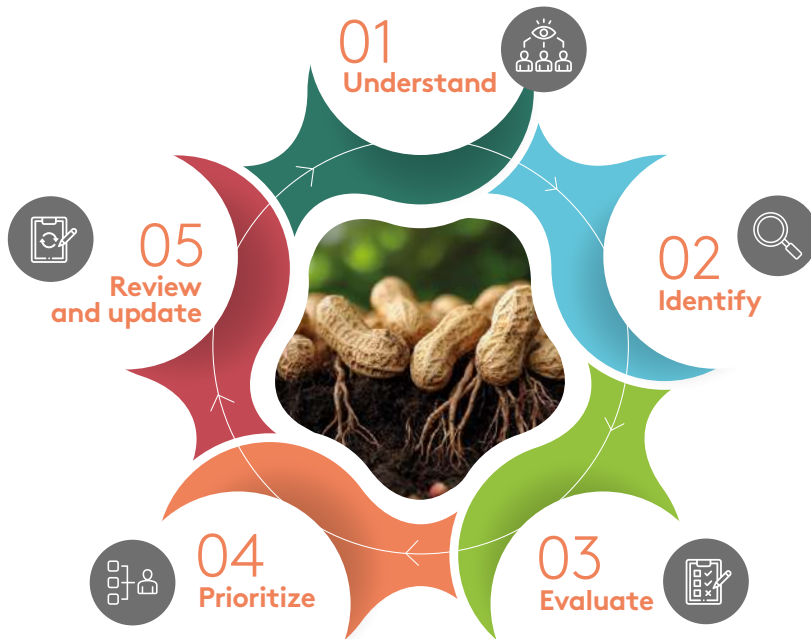 01
Understand
02
Identify
03
Evaluate
04
Prioritize
05
Review
and update